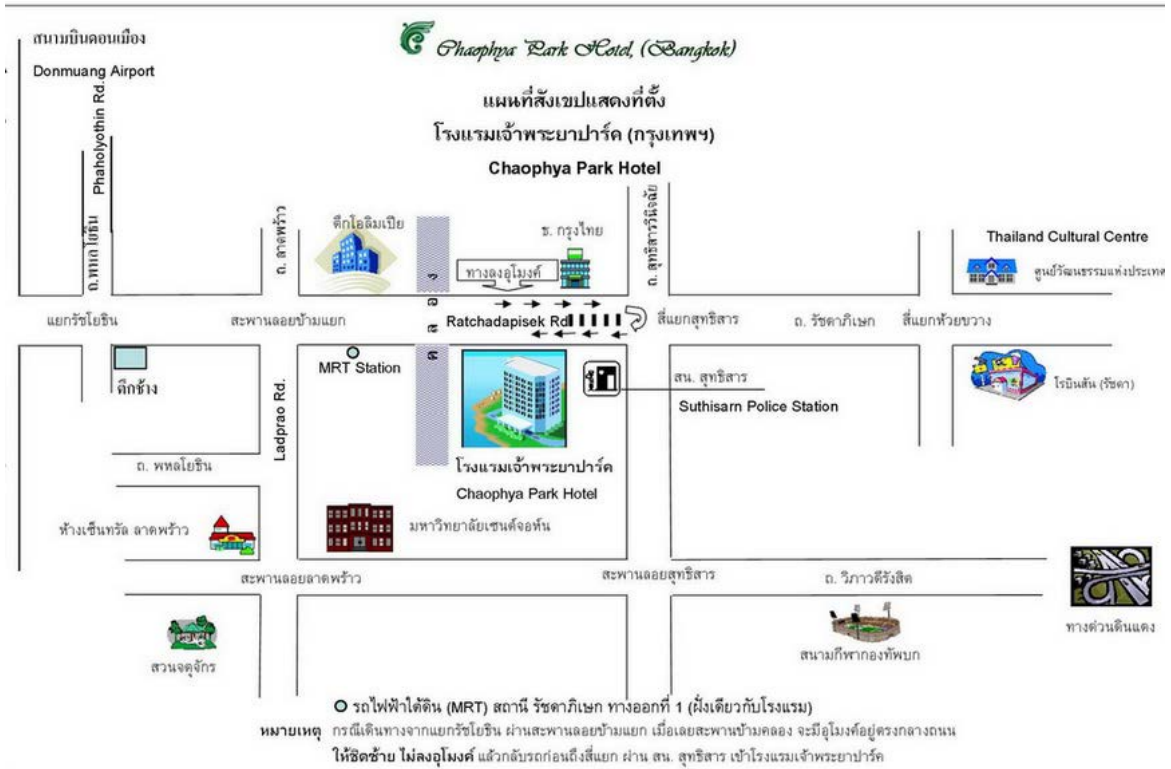 สนามบินดอนเมือง
Donmuang Airport
Chaophya Park Hotel, (Bangkok)
แผนที่สังเขปแสดงที่ตั้ง
โรงแรมเจ้าพระยาปาร์ค (กรุงเทพฯ)
Chaophya Park Hotel
Phaholyothin Rd.
ถ. พหลโยธิน
ถ. ลาดพร้าว
ตึกโอลิมเปีย
คลอง
ธ. กรุงไทย
ทางลงอุโมงค์
ถ. สุทธิสารวินิจฉัย
Thailand Cultural Centre
ศูนย์วัฒนธรรมแห่งประเทศ
แยกรัชโยธิน
สะพานลอยข้ามแยก
Ratchadapisek Rd
สี่แยกสุทธิสาร
ถ. รัชดาภิเษก
สี่แยกห้วยขวาง
MRT Station
ตึกช้าง
Ladprao Rd.
สน. สุทธิสาร
Suthisarn Police Station
โรบินสัน (รัชดา)
ถ. พหลโยธิน
โรงแรมเจ้าพระยาปาร์ค
Chaophya Park Hotel
ห้างเซ็นทรัล ลาดพร้าว
มหาวิทยาลัยเซนต์จอห์น
สะพานลอยลาดพร้าว
สะพานลอยสุทธิสาร
ถ. วิภาวดีรังสิต
ทางด่วนดินแดง
สวนจตุจักร
สนามกีฬากองทัพบก
รถไฟฟ้าใต้ดิน (MRT) สถานี รัชดาภิเษก ทางออกที่ 1 (ฝั่งเดียวกับโรงแรม)
หมายเหตุ กรณีเดินทางจากแยกรัชโยธิน ผ่านสะพานลอยข้ามแยก เมื่อเลยสะพานข้ามคลอง จะมีอุโมงค์อยู่ตรงกลางถนน
ให้ชิดซ้าย ไม่ลงอุโมงค์ แล้วกลับรถก่อนถึงสี่แยก ผ่าน สน. สุทธิสาร เข้าโรงแรมเจ้าพระยาปาร์ค